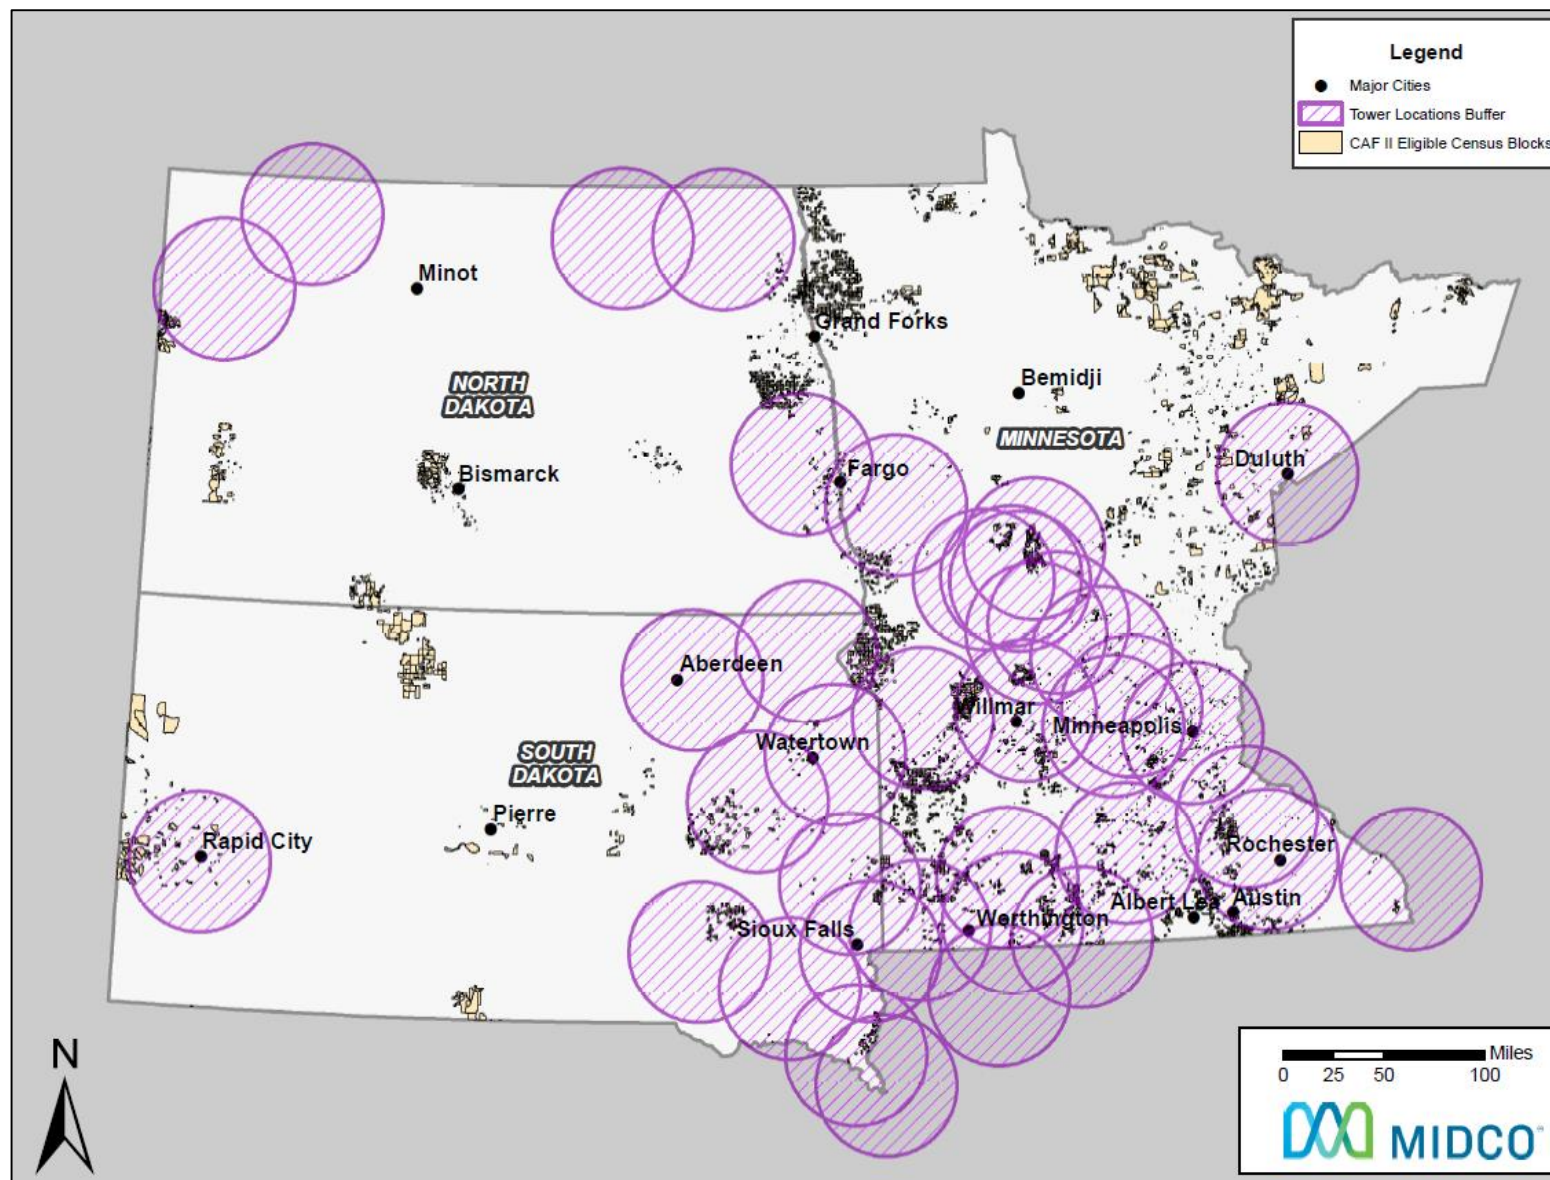 Legend
Major Cities
Tower Locations Buffer
CAF II Eligible Census Blocks
Minot
Grand Forks
NORTH
DAKOTA
Bemidji
MINNESOTA
Bismarck
Fargo
Duluth
Aberdeen
Willmar
Minneapolis
Watertown
SOUTH
DAKOTA
Pierre
Rapid City
Rochester
Albert Lea
Austin
Worthington
Sioux Falls
N
Miles
0 25 50 100
MIDCO